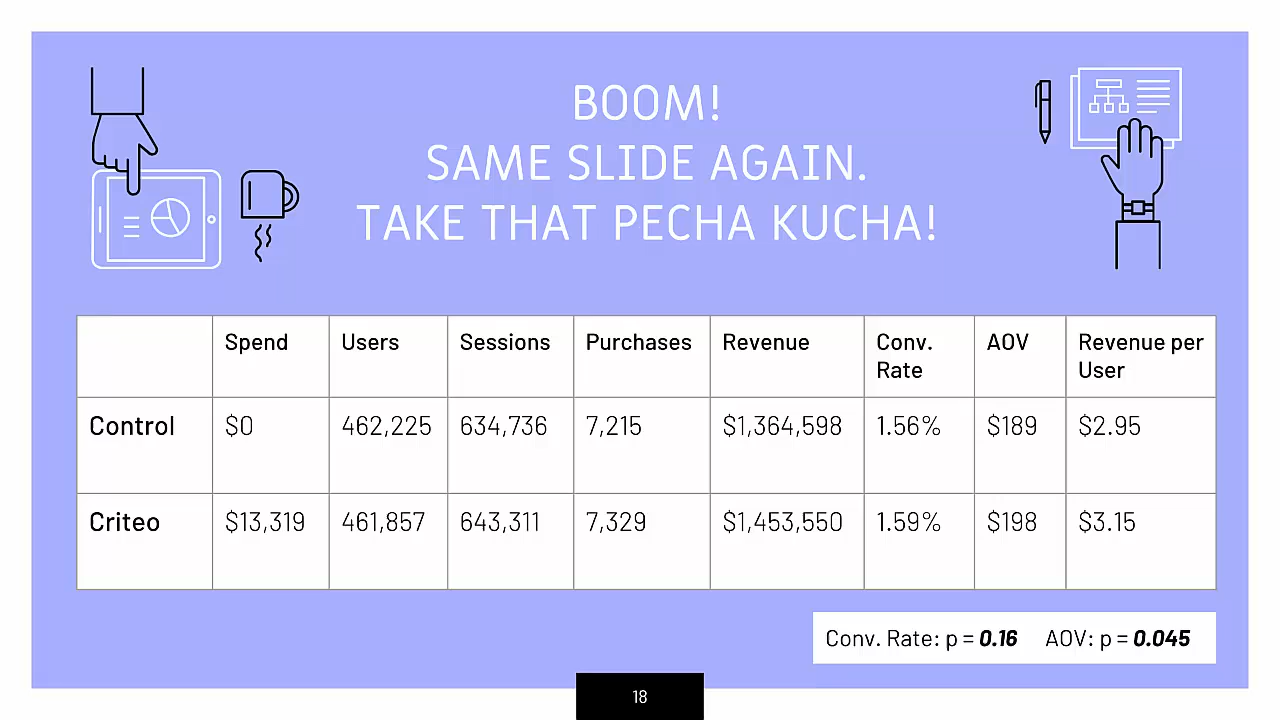 BOOM!
SAME SLIDE AGAIN.
TAKE THAT PECHA KUCHA!
Spend Users Sessions Purchases Revenue Conv. Rate AOV Revenue per User
Control $0 462,225 634,736 7,215 $1,364,598 1.56% $189 $2.95
Criteo $13,319 461,857 643,311 7,329 $1,453,550 1.59% $198 $3.15
Conv. Rate: p = 0.16 AOV: p = 0.045
18